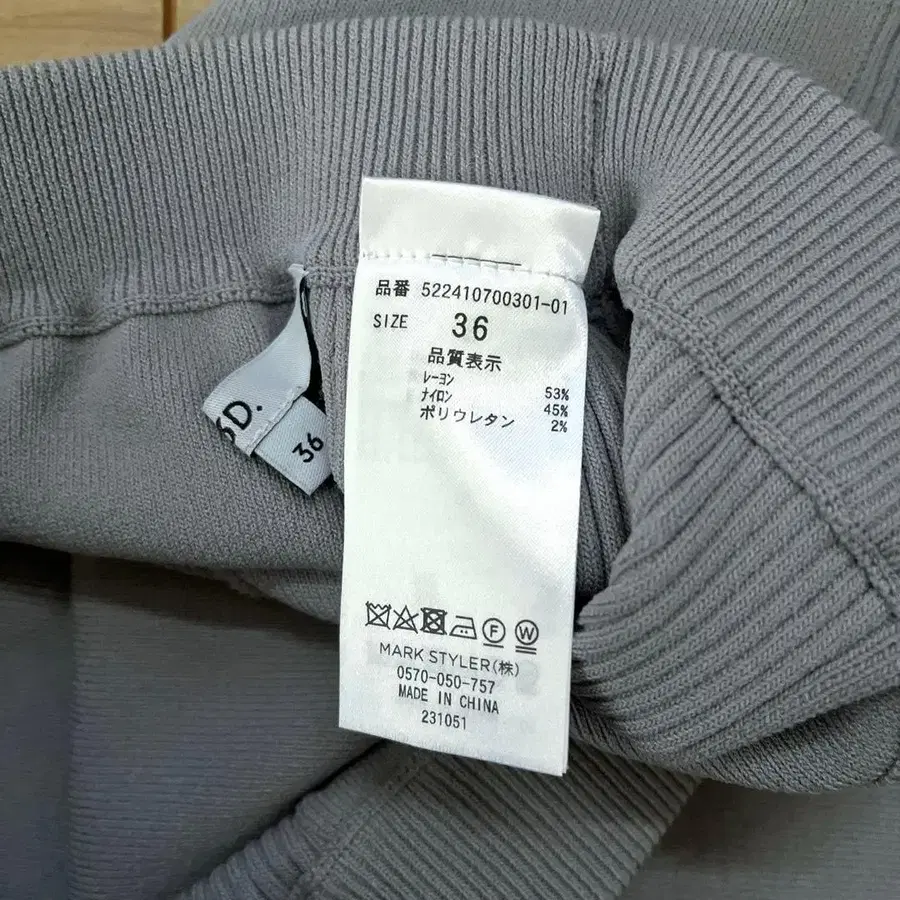 品番 522410700301-01
SIZE 36
品質表示
レーヨン 53%
ナイロン 45%
ポリウレタン 2%
F W
MARK STYLER(株)
0570-050-757
MADE IN CHINA
231051
D.
36